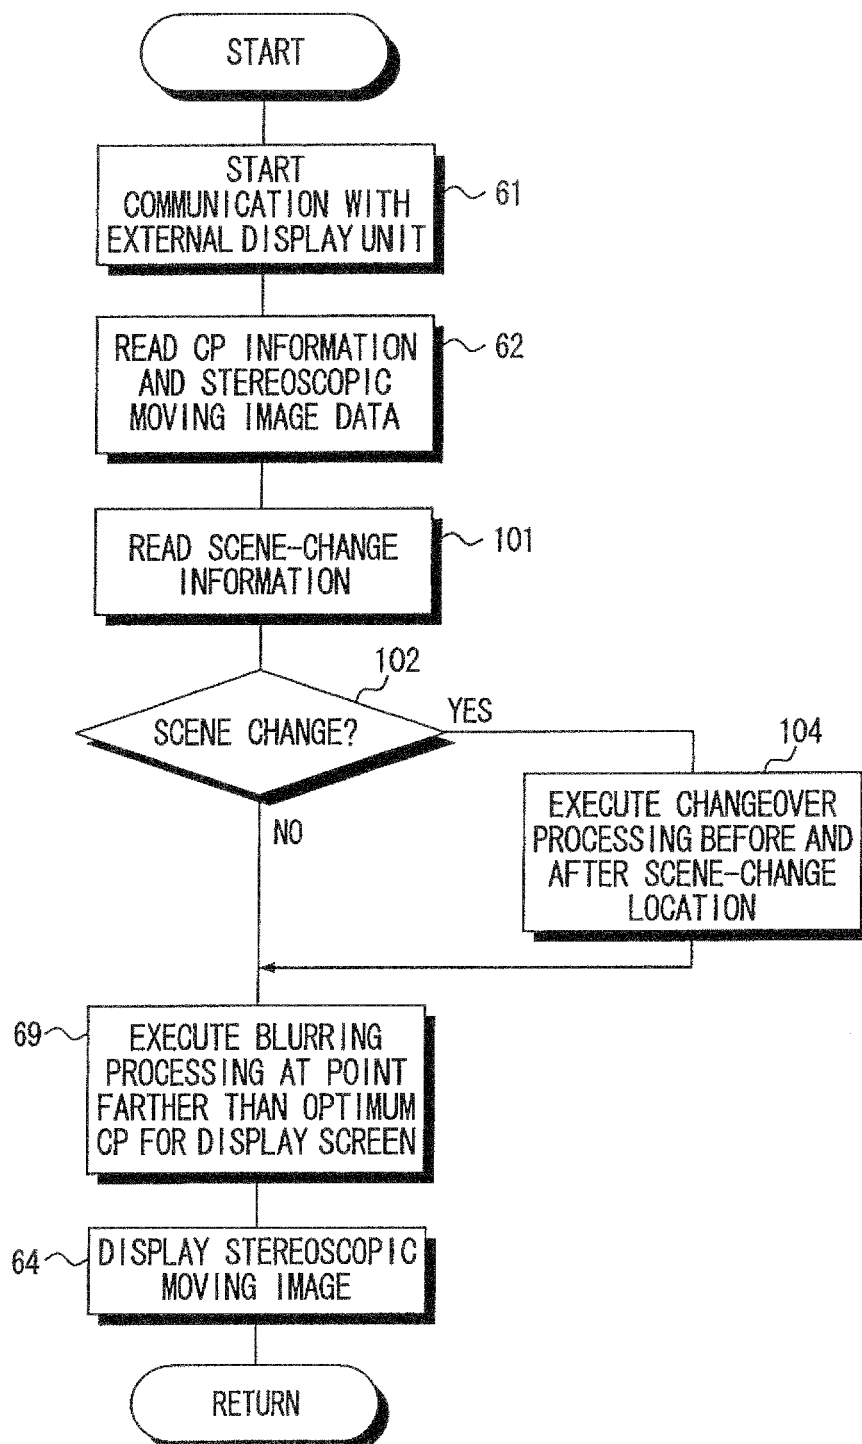 START
START
COMMUNICATION WITH
EXTERNAL DISPLAY UNIT
61
READ CP INFORMATION
AND STEREOSCOPIC
MOVING IMAGE DATA
62
READ SCENE-CHANGE
INFORMATION
101
102
SCENE CHANGE?
YES
NO
104
EXECUTE CHANGEOVER
PROCESSING BEFORE AND
AFTER SCENE-CHANGE
LOCATION
69
EXECUTE BLURRING
PROCESSING AT POINT
FARTHER THAN OPTIMUM
CP FOR DISPLAY SCREEN
64
DISPLAY STEREOSCOPIC
MOVING IMAGE
RETURN